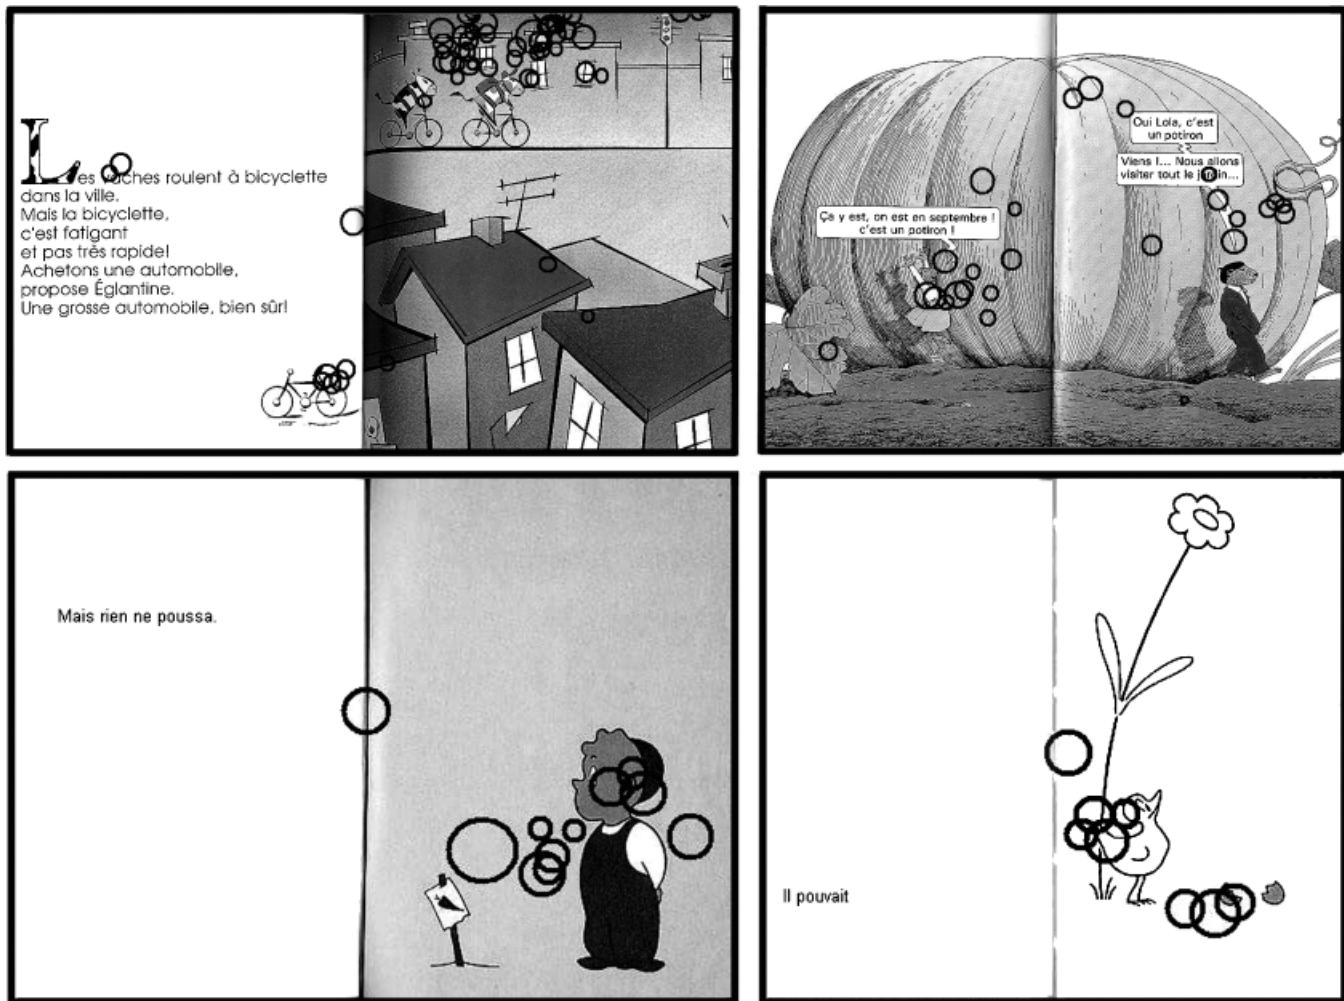 Les vaches roulent à bicyclette
dans la ville.
Mais la bicyclette,
c'est fatigant
et pas très rapide!
Achetons une automobile,
propose Églantine.
Une grosse automobile, bien sûr!
Ça y est, on est en septembre !
c'est un potiron !
Oui Lola, c'est
un potiron
Viens !... Nous allons
visiter tout le jardin...
Mais rien ne poussa.
Il pouvait